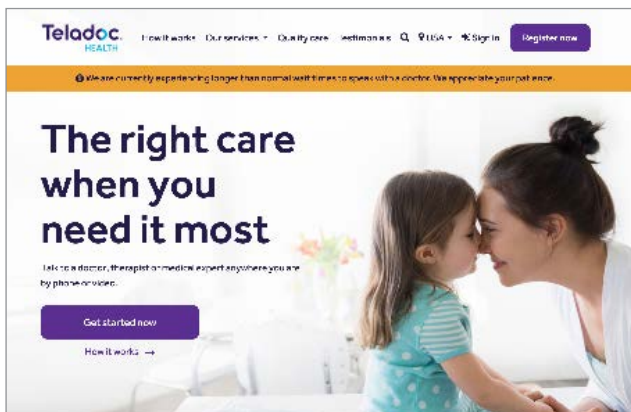 Teladoc
HEALTH
How it works Our services Quality care Testimonials USA Sign in Register now
We are currently experiencing longer than normal wait times to speak with a doctor. We appreciate your patience.
The right care
when you
need it most
Talk to a doctor, therapist or medical expert anywhere you are
by phone or video.
Get started now
How it works →